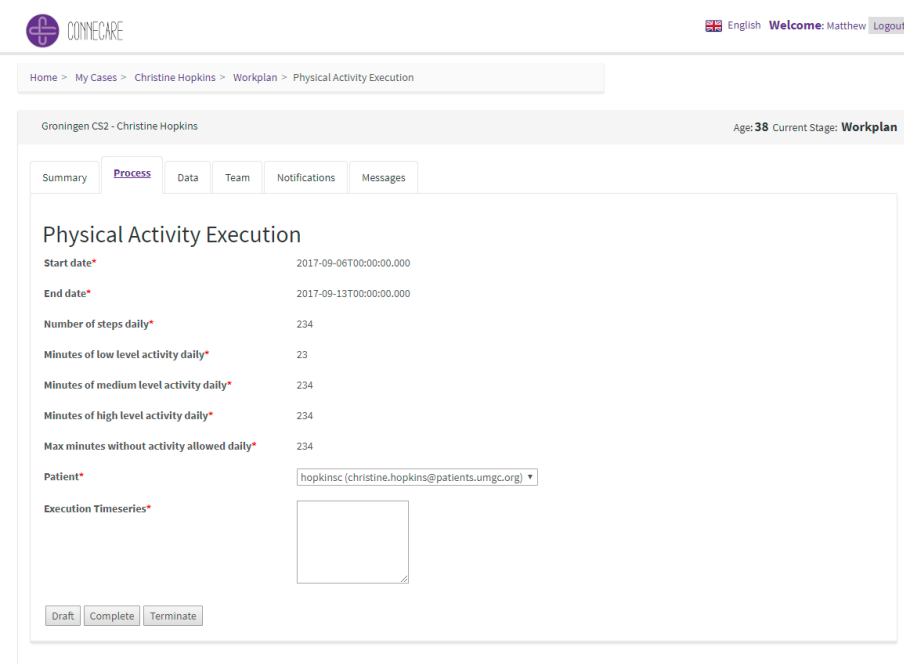 CONNECARE
English Welcome: Matthew Logout
Home > My Cases > Christine Hopkins > Workplan > Physical Activity Execution
Groningen CS2 - Christine Hopkins
Age: 38 Current Stage: Workplan
Summary Process Data Team Notifications Messages
Physical Activity Execution
Start date* 2017-09-06T00:00:00.000
End date* 2017-09-13T00:00:00.000
Number of steps daily* 234
Minutes of low level activity daily* 23
Minutes of medium level activity daily* 234
Minutes of high level activity daily* 234
Max minutes without activity allowed daily* 234
Patient* hopkinsc (christine.hopkins@patients.umgc.org)
Execution Timeseries*
Draft Complete Terminate